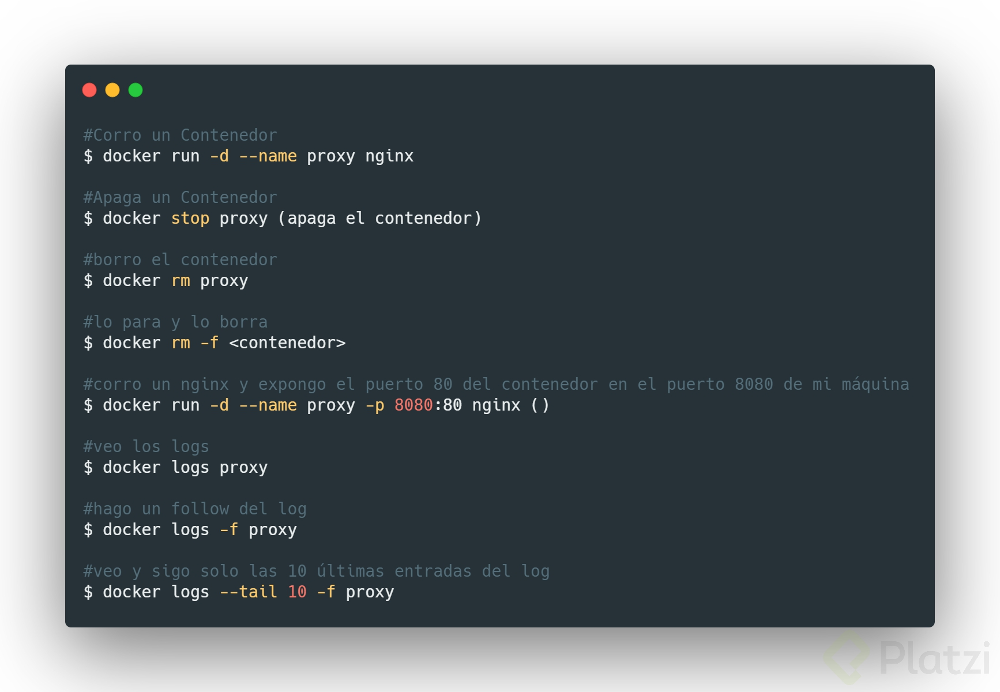 #Corro un Contenedor
$ docker run -d --name proxy nginx
#Apaga un Contenedor
$ docker stop proxy (apaga el contenedor)
#borro el contenedor
$ docker rm proxy
#lo para y lo borra
$ docker rm -f <contenedor>
#corro un nginx y expongo el puerto 80 del contenedor en el puerto 8080 de mi máquina
$ docker run -d --name proxy -p 8080:80 nginx ()
#veo los logs
$ docker logs proxy
#hago un follow del log
$ docker logs -f proxy
#veo y sigo solo las 10 últimas entradas del log
$ docker logs --tail 10 -f proxy
Platzi